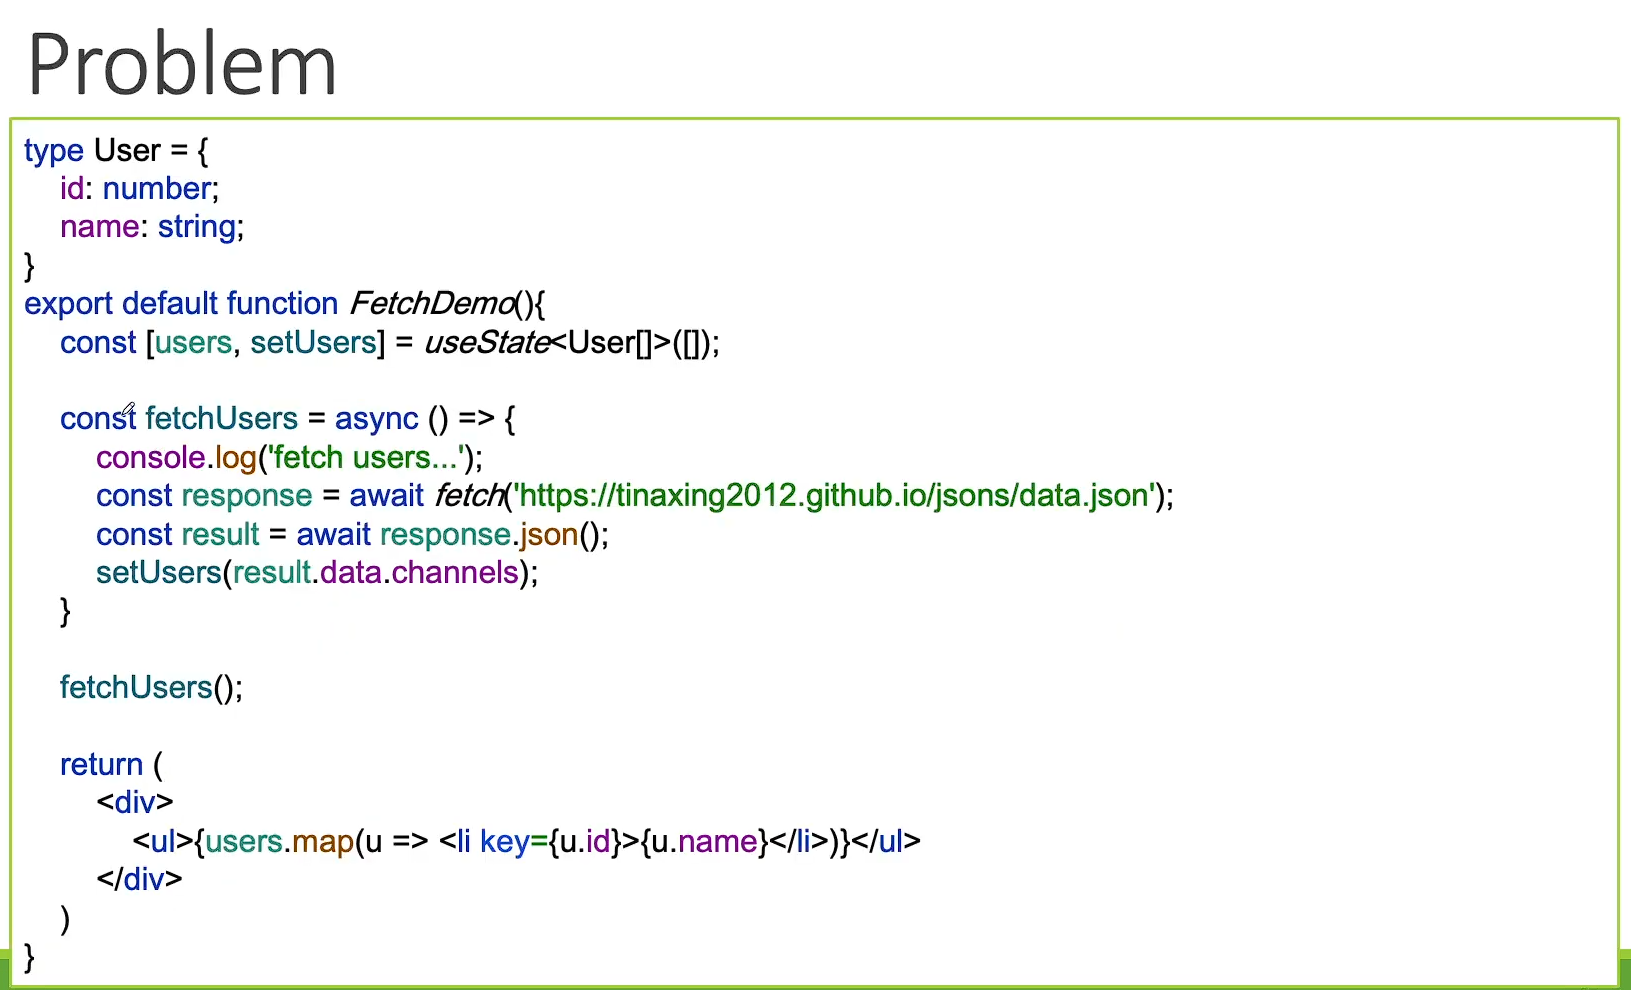 Problem
type User = {
id: number;
name: string;
}
export default function FetchDemo(){
const [users, setUsers] = useState<User[]>([]);
const fetchUsers = async () => {
console.log('fetch users...');
const response = await fetch('https://tinaxing2012.github.io/jsons/data.json');
const result = await response.json();
setUsers(result.data.channels);
}
fetchUsers();
return (
<div>
<ul>{users.map(u => <li key={u.id}>{u.name}</li>)}</ul>
</div>
)
}